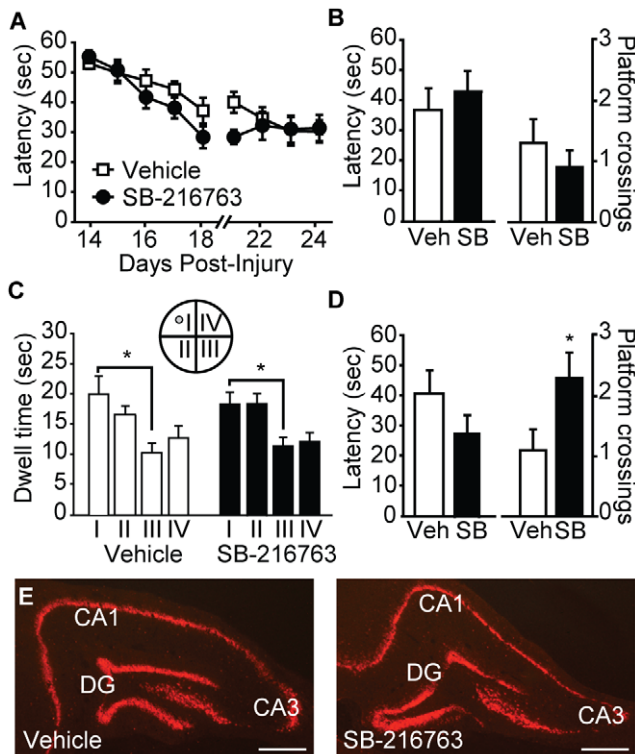 A
Latency (sec)
60
50
40
30
20
10
0
Vehicle
SB-216763
14 16 18 22 24
Days Post-Injury
B
Latency (sec)
60
50
40
30
20
10
0
Veh SB
Veh SB
3
2
1
0
Platform crossings
C
I IV
II III
Dwell time (sec)
30
25
20
15
10
5
0
*
*
I II III IV
I II III IV
Vehicle
SB-216763
D
Latency (sec)
60
50
40
30
20
10
0
Veh SB
*
Veh SB
3
2
1
0
Platform crossings
E
CA1
DG
CA3
Vehicle
CA1
DG
CA3
SB-216763